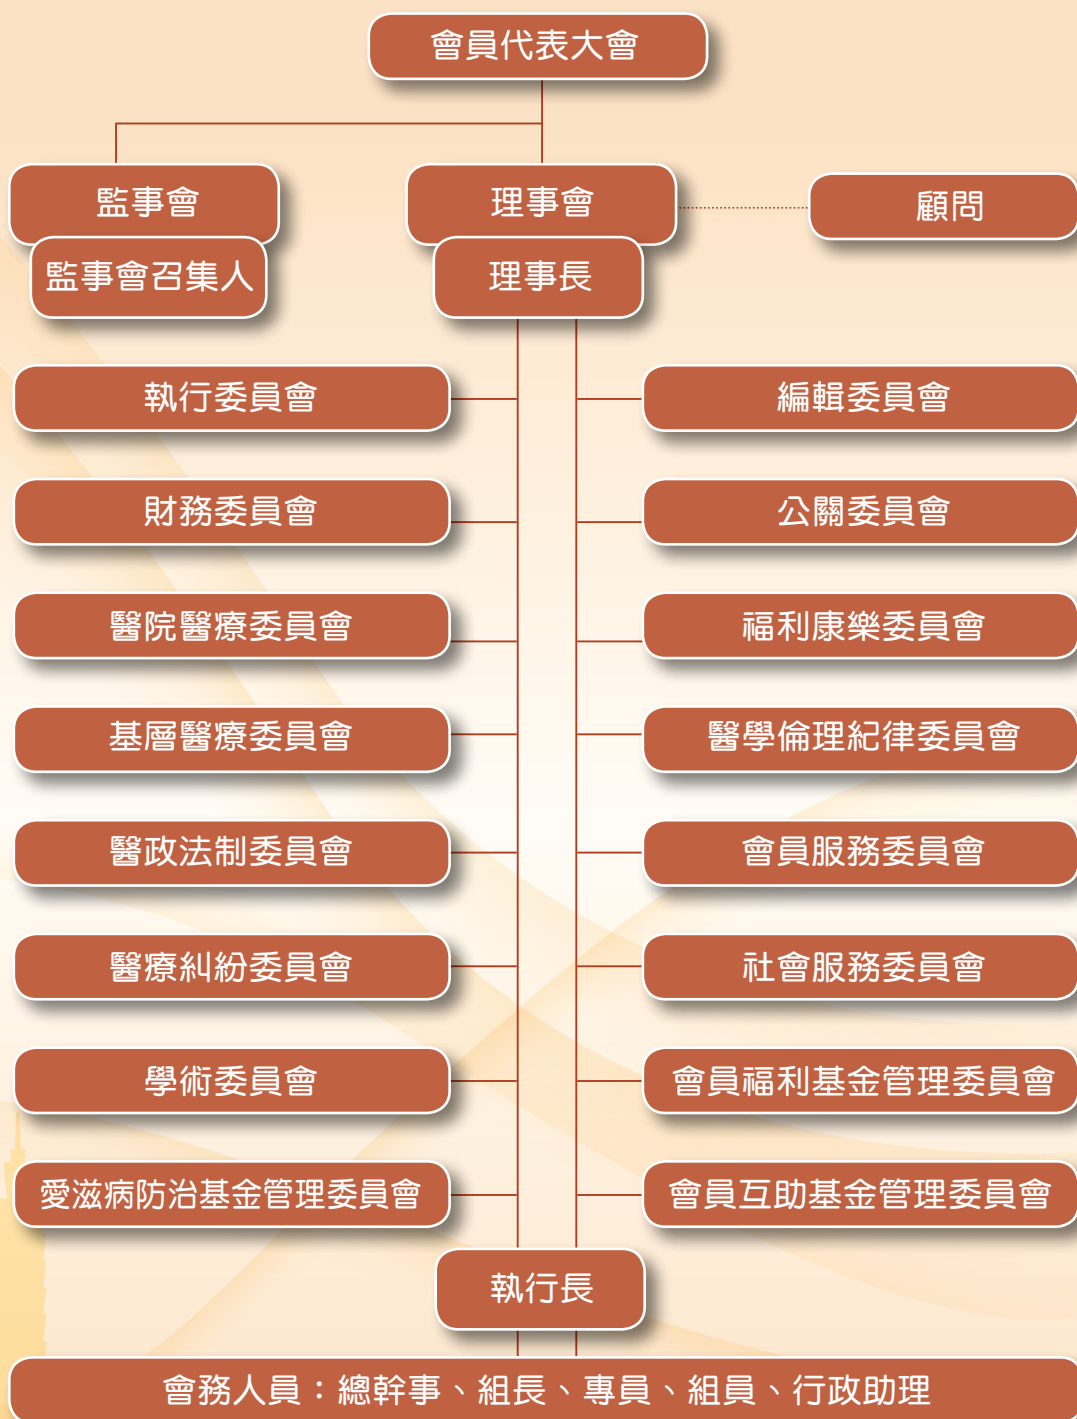 會員代表大會
監事會
理事會
顧問
監事會召集人
理事長
執行委員會
編輯委員會
財務委員會
公關委員會
醫院醫療委員會
福利康樂委員會
基層醫療委員會
醫學倫理紀律委員會
醫政法制委員會
會員服務委員會
醫療糾紛委員會
社會服務委員會
學術委員會
會員福利基金管理委員會
愛滋病防治基金管理委員會
會員互助基金管理委員會
執行長
會務人員：總幹事、組長、專員、組員、行政助理